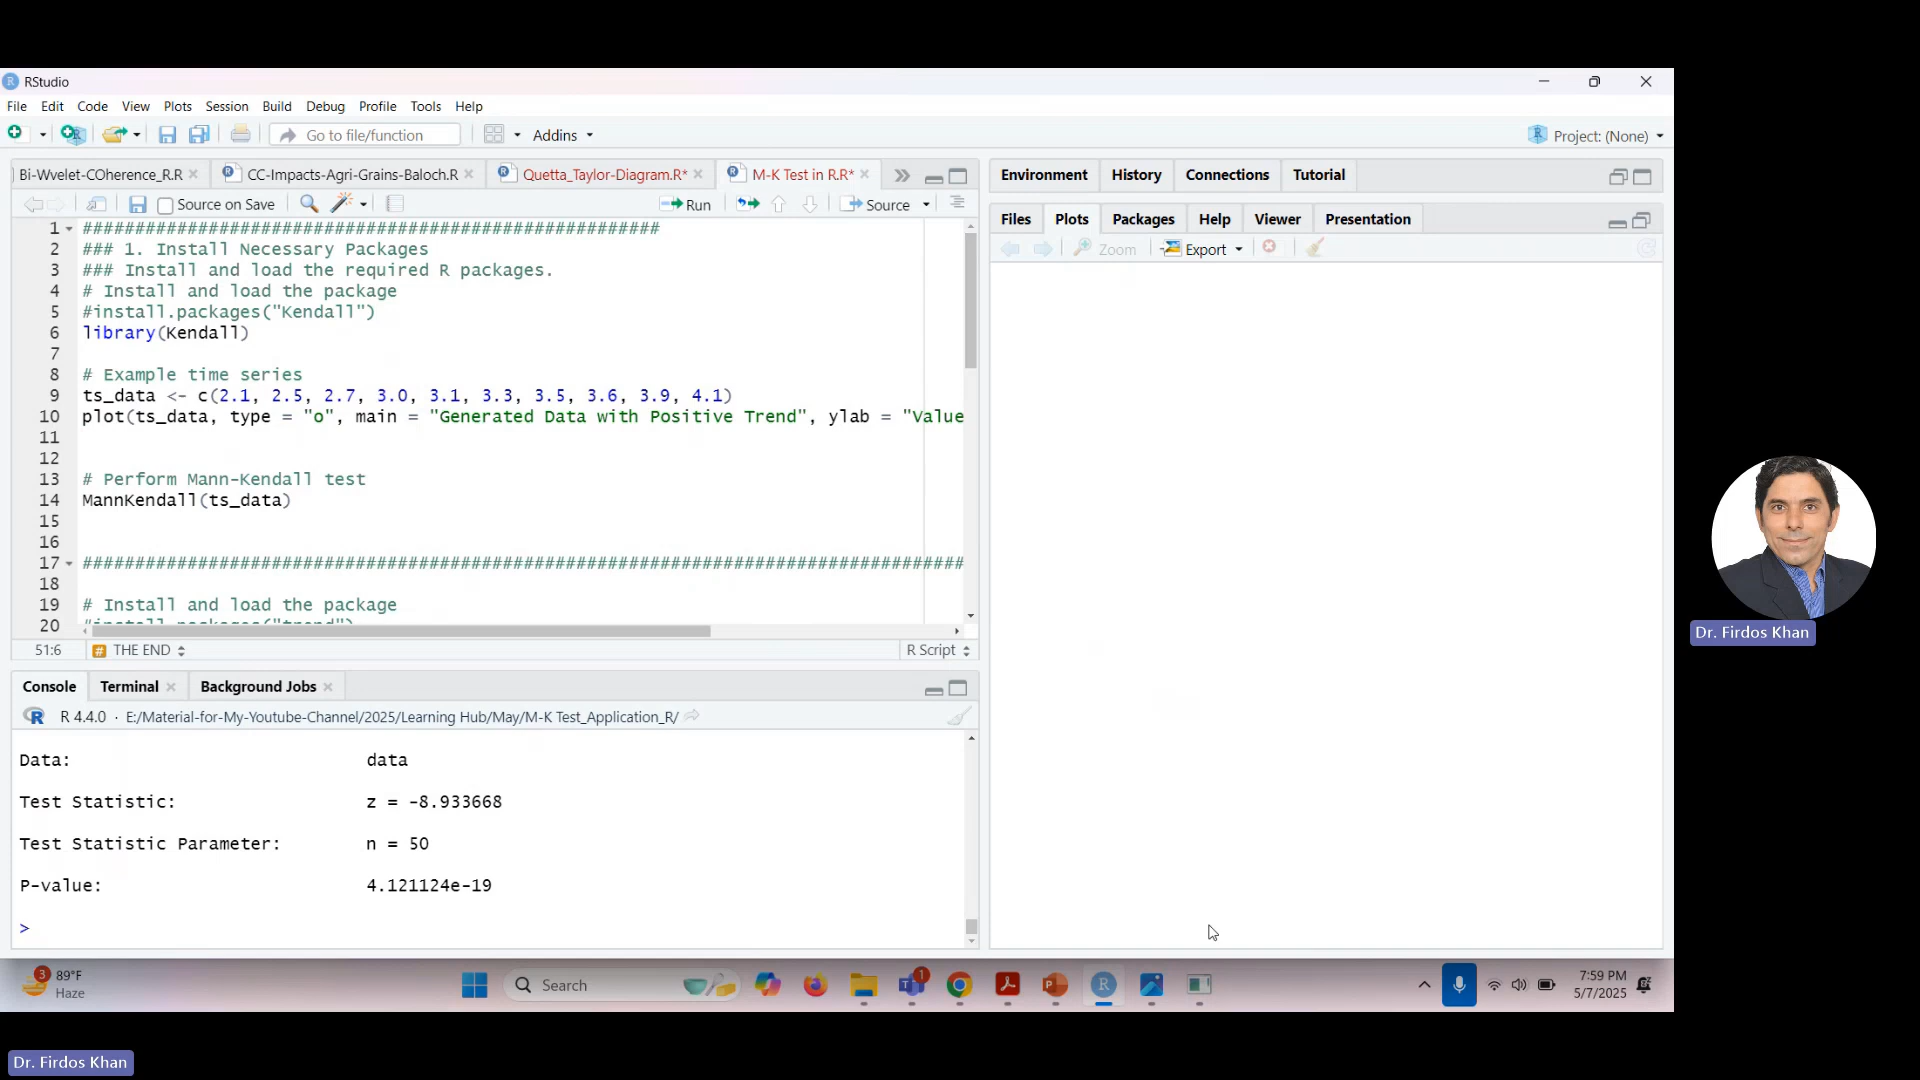 RStudio
File Edit Code View Plots Session Build Debug Profile Tools Help
Go to file/function Addins Project: (None)
Bi-Wvelet-COherence_R.R CC-Impacts-Agri-Grains-Baloch.R Quetta_Taylor-Diagram.R* M-K Test in R.R*
Source on Save Run Source
1 #######################################################
2 ### 1. Install Necessary Packages
3 ### Install and load the required R packages.
4 # Install and load the package
5 #install.packages("Kendall")
6 library(Kendall)
7
8 # Example time series
9 ts_data <- c(2.1, 2.5, 2.7, 3.0, 3.1, 3.3, 3.5, 3.6, 3.9, 4.1)
10 plot(ts_data, type = "o", main = "Generated Data with Positive Trend", ylab = "Value
11
12
13 # Perform Mann-Kendall test
14 MannKendall(ts_data)
15
16
17 ####################################################################################
18
19 # Install and load the package
20 #install.packages("trend")
51:6 THE END R Script
Console Terminal Background Jobs
R 4.4.0 · E:/Material-for-My-Youtube-Channel/2025/Learning Hub/May/M-K Test_Application_R/
Data: data
Test Statistic: z = -8.933668
Test Statistic Parameter: n = 50
P-value: 4.121124e-19
>
Environment History Connections Tutorial
Files Plots Packages Help Viewer Presentation
Zoom Export
Dr. Firdos Khan
3 89°F
Haze
Search
1
7:59 PM
5/7/2025
Dr. Firdos Khan